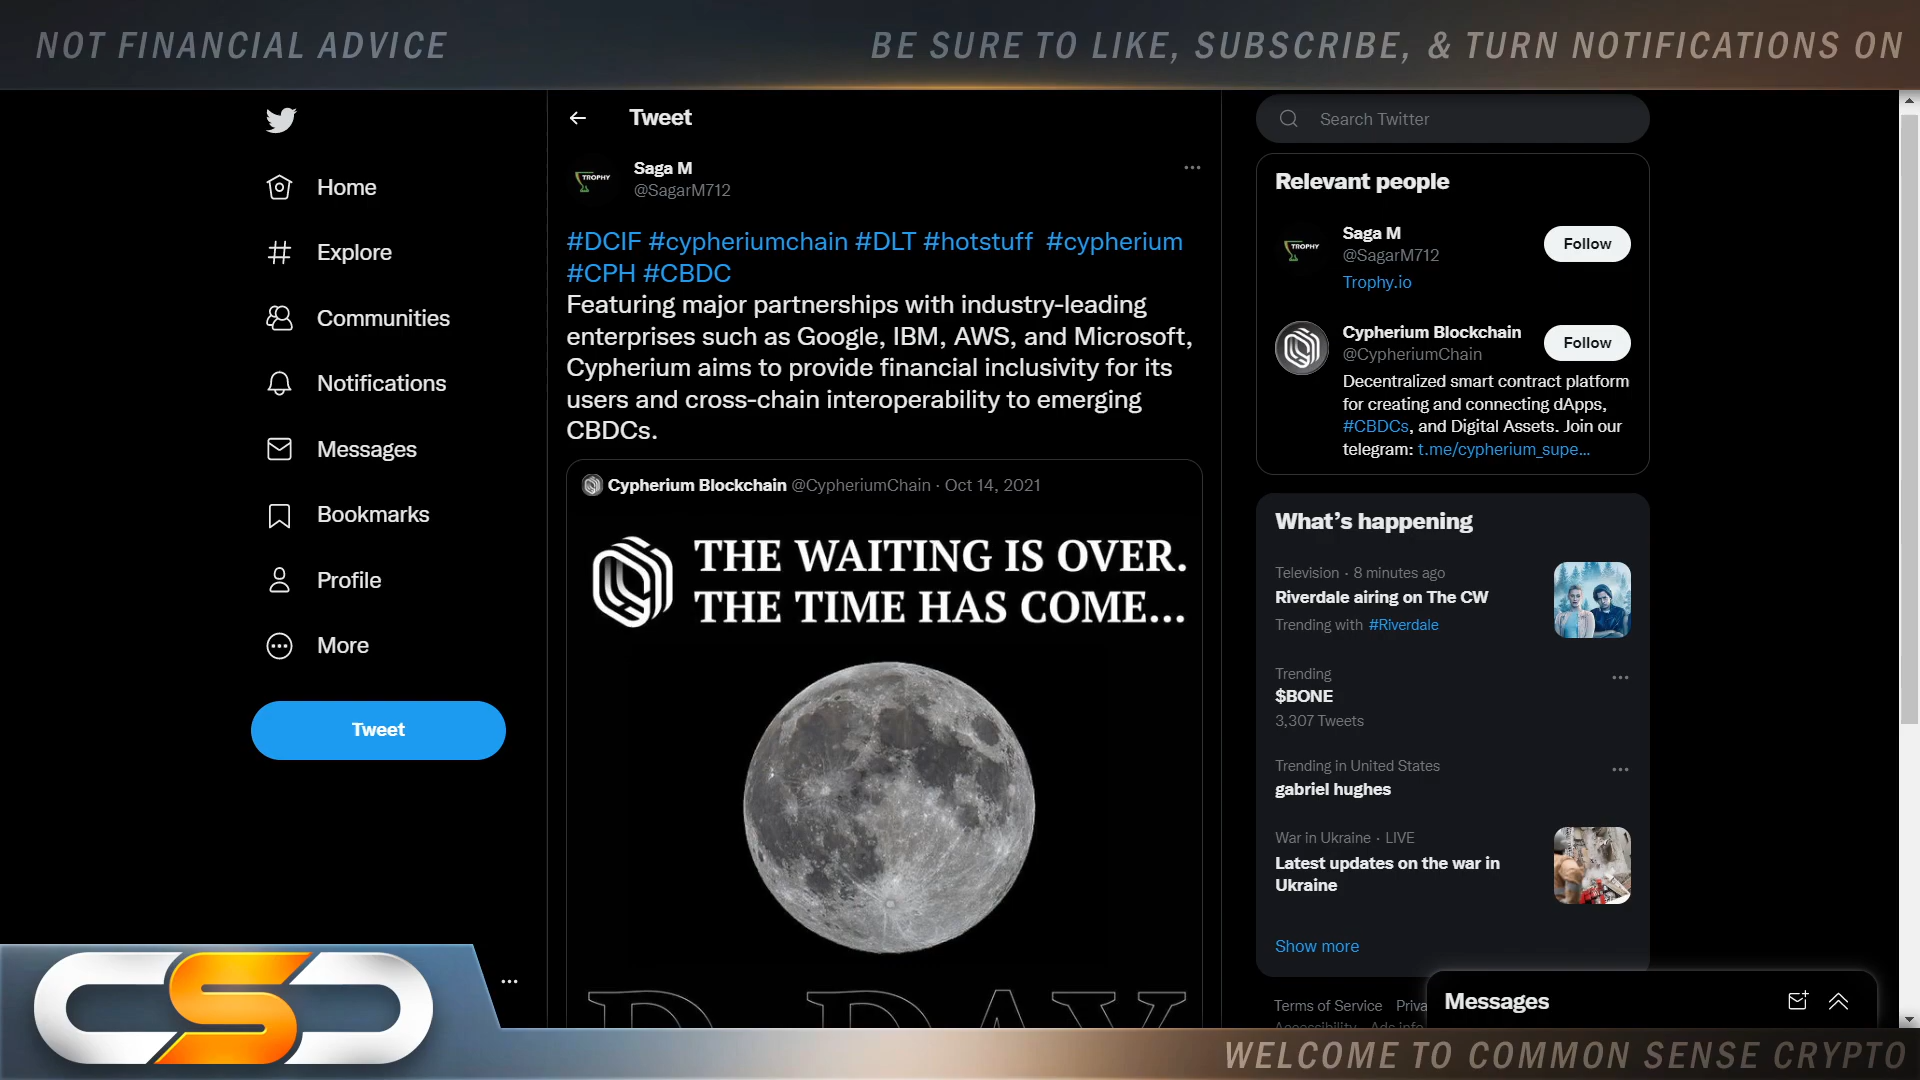 NOT FINANCIAL ADVICE
BE SURE TO LIKE, SUBSCRIBE, & TURN NOTIFICATIONS ON
Home
Explore
Communities
Notifications
Messages
Bookmarks
Profile
More
Tweet
Tweet
TROPHY
Saga M
@SagarM712
#DCIF #cypheriumchain #DLT #hotstuff #cypherium
#CPH #CBDC
Featuring major partnerships with industry-leading
enterprises such as Google, IBM, AWS, and Microsoft,
Cypherium aims to provide financial inclusivity for its
users and cross-chain interoperability to emerging
CBDCs.
Cypherium Blockchain @CypheriumChain · Oct 14, 2021
THE WAITING IS OVER.
THE TIME HAS COME...
D-DAY
Search Twitter
Relevant people
TROPHY
Saga M
@SagarM712
Follow
Trophy.io
Cypherium Blockchain
@CypheriumChain
Follow
Decentralized smart contract platform
for creating and connecting dApps,
#CBDCs, and Digital Assets. Join our
telegram: t.me/cypherium_supe...
What's happening
Television · 8 minutes ago
Riverdale airing on The CW
Trending with #Riverdale
Trending
$BONE
3,307 Tweets
Trending in United States
gabriel hughes
War in Ukraine · LIVE
Latest updates on the war in
Ukraine
Show more
Terms of Service Priva
Accessibility Ads info
Messages
CSC
WELCOME TO COMMON SENSE CRYPTO